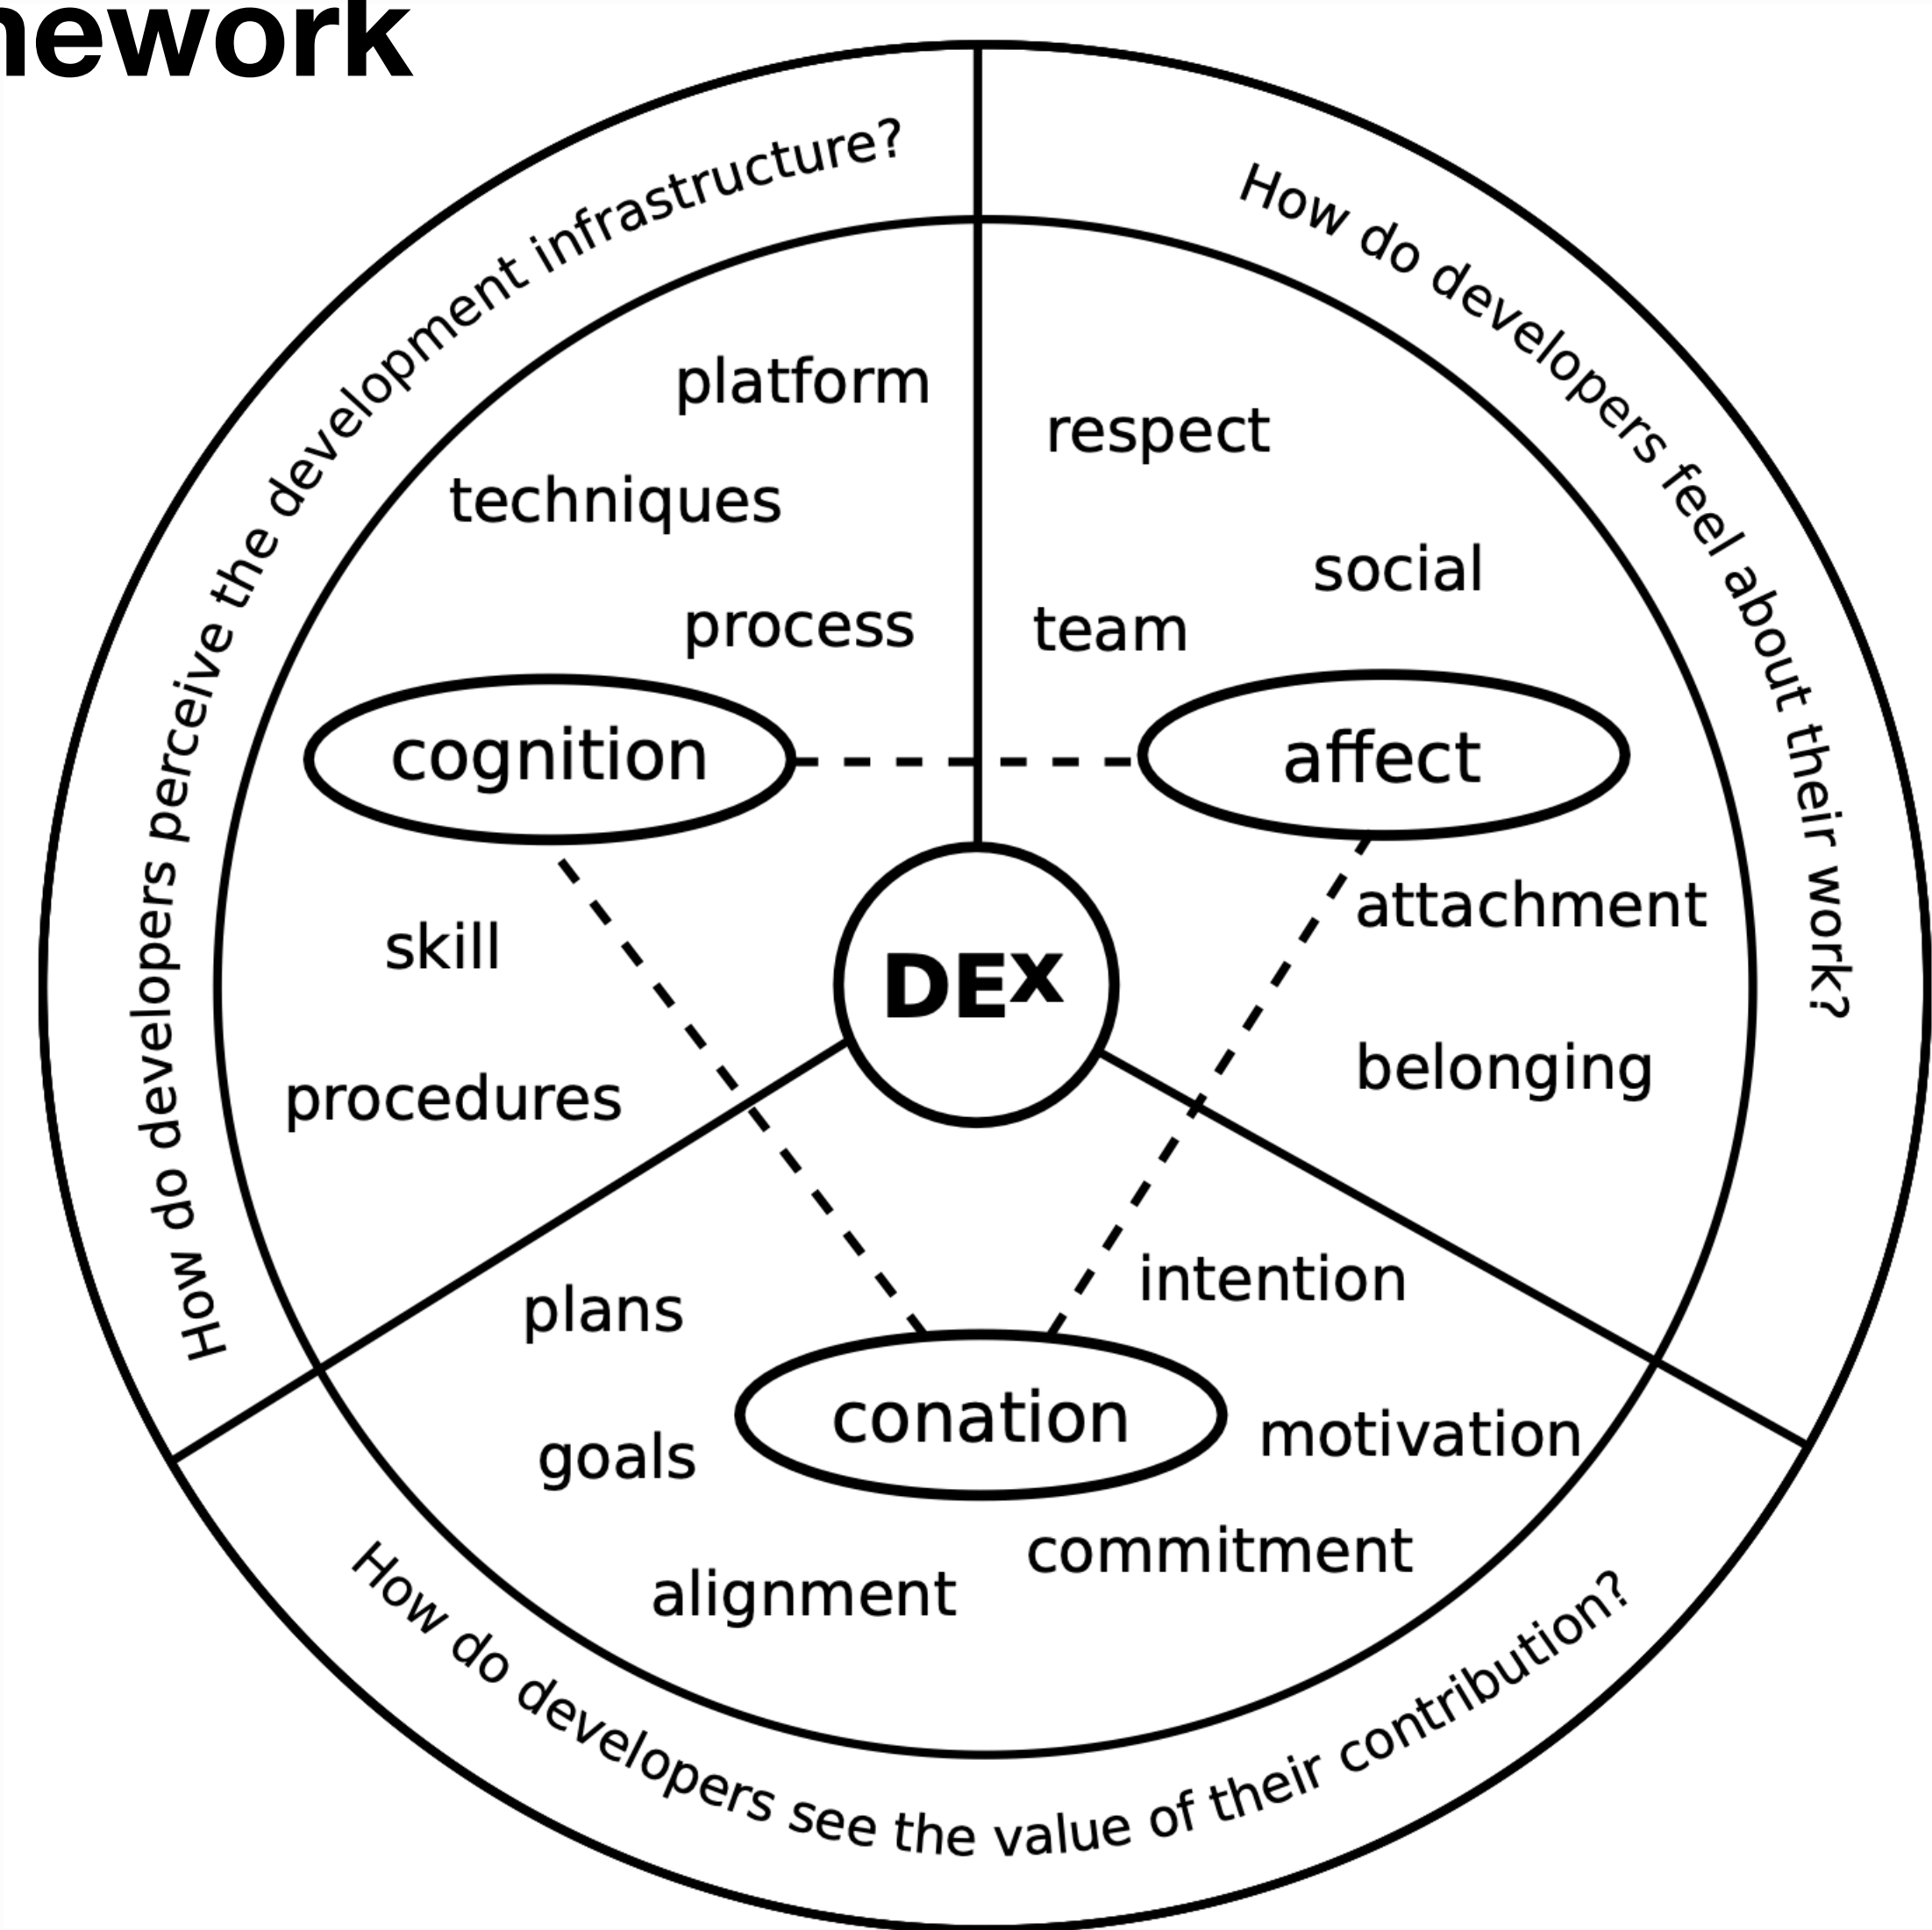 nework
How do developers perceive the development infrastructure?
platform
techniques
process
cognition
skill
procedures
How do developers feel about their work?
respect
social
team
affect
attachment
belonging
DEX
How do developers see the value of their contribution?
plans
intention
conation
goals
motivation
commitment
alignment